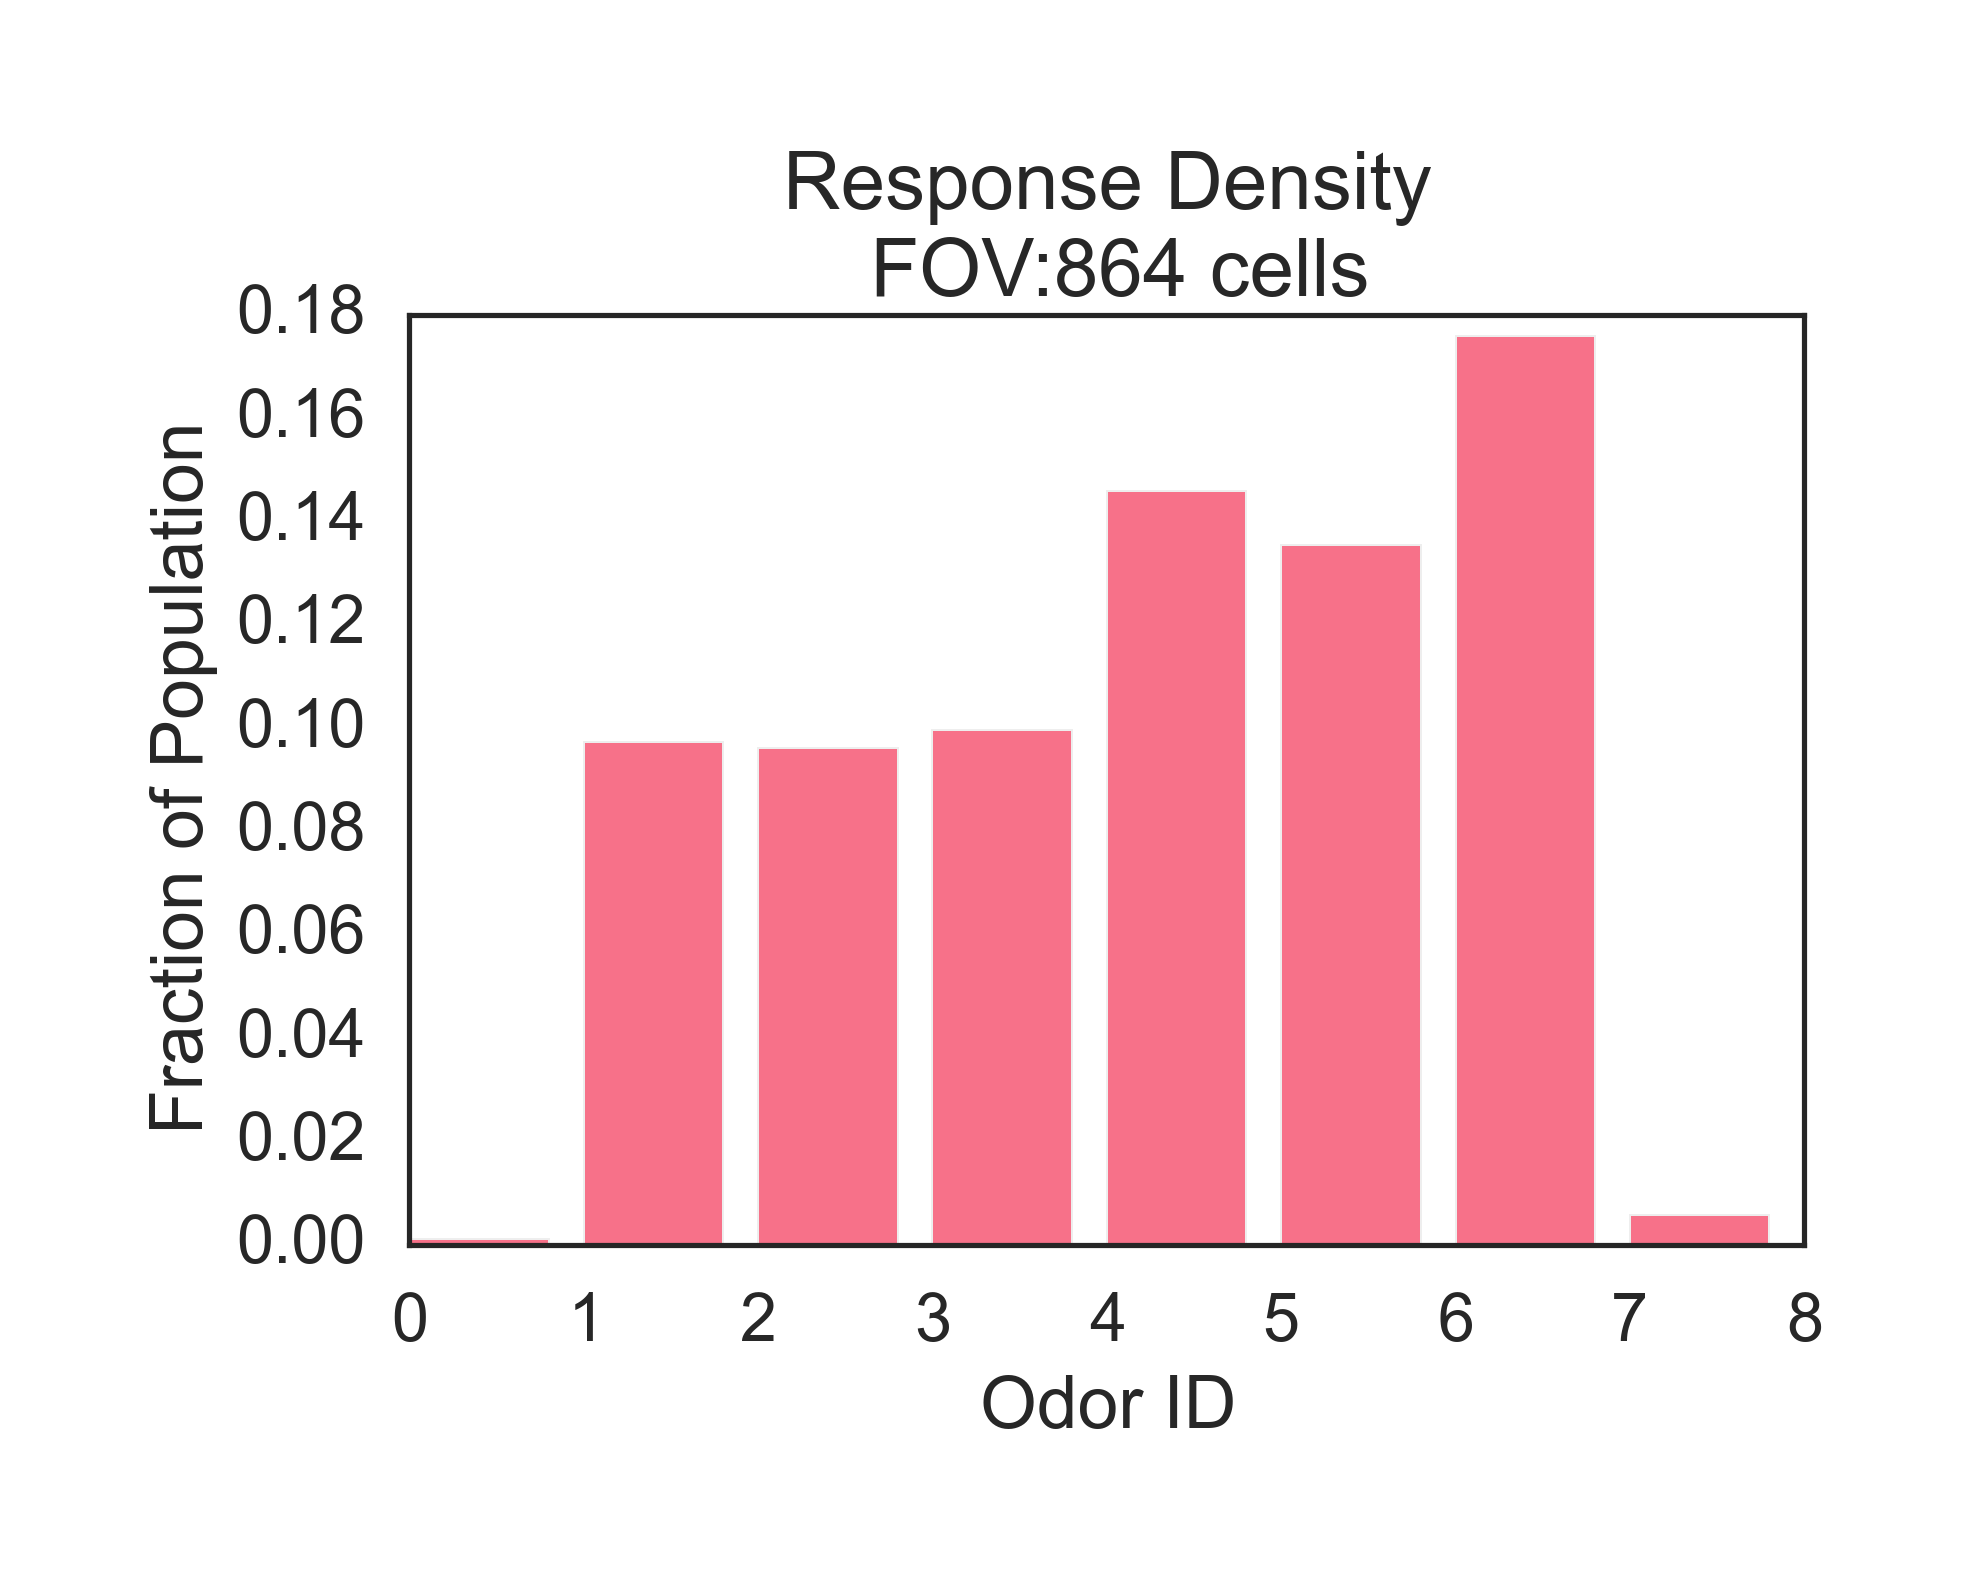 Response Density
FOV:864 cells
0.18
0.16
0.14
0.12
0.10
0.08
0.06
0.04
0.02
0.00
Fraction of Population
0 1 2 3 4 5 6 7 8
Odor ID